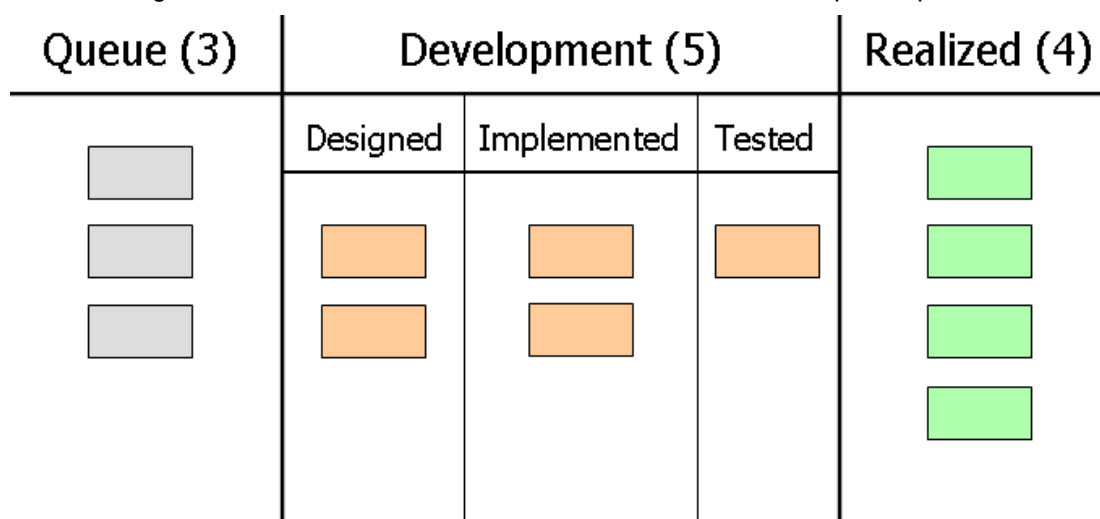 Queue (3)
Development (5)
Realized (4)
Designed
Implemented
Tested